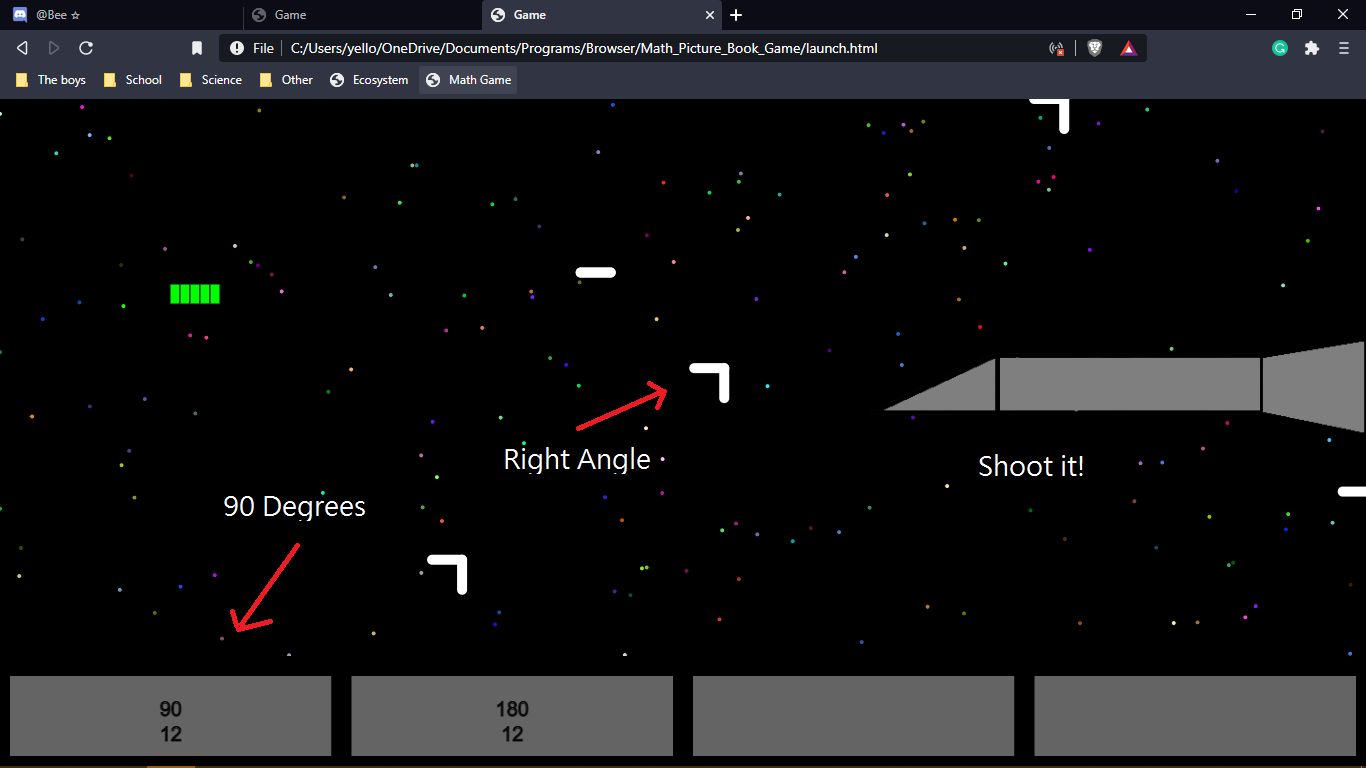 @Bee ☆
Game
Game
File
C:/Users/yello/OneDrive/Documents/Programs/Browser/Math_Picture_Book_Game/launch.html
The boys
School
Science
Other
Ecosystem
Math Game
Right Angle
Shoot it!
90 Degrees
90
12
180
12